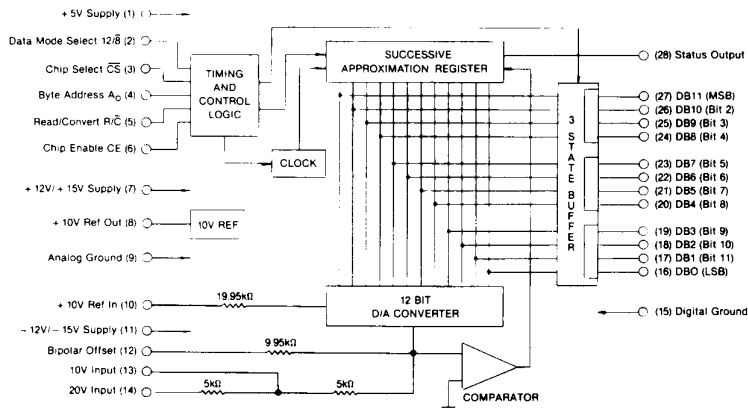 + 5V Supply (1)
Data Mode Select 12/8̅ (2)
Chip Select C̅S̅ (3)
Byte Address A₀ (4)
Read/Convert R/C̅ (5)
Chip Enable CE (6)
+ 12V/ + 15V Supply (7)
+ 10V Ref Out (8)
Analog Ground (9)
+ 10V Ref In (10)
– 12V/ – 15V Supply (11)
Bipolar Offset (12)
10V Input (13)
20V Input (14)
TIMING
AND
CONTROL
LOGIC
CLOCK
10V REF
SUCCESSIVE
APPROXIMATION REGISTER
19.95kΩ
9.95kΩ
5kΩ
5kΩ
12 BIT
D/A CONVERTER
COMPARATOR
3
STATE
BUFFER
(28) Status Output
(27) DB11 (MSB)
(26) DB10 (Bit 2)
(25) DB9 (Bit 3)
(24) DB8 (Bit 4)
(23) DB7 (Bit 5)
(22) DB6 (Bit 6)
(21) DB5 (Bit 7)
(20) DB4 (Bit 8)
(19) DB3 (Bit 9)
(18) DB2 (Bit 10)
(17) DB1 (Bit 11)
(16) DB0 (LSB)
(15) Digital Ground